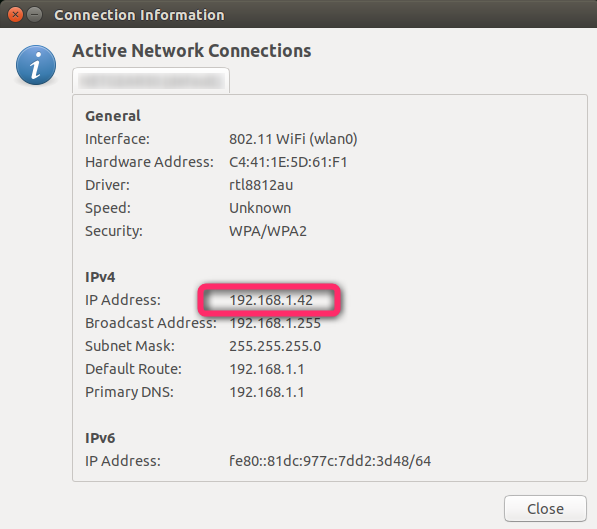 Connection Information
Active Network Connections
General
Interface: 802.11 WiFi (wlan0)
Hardware Address: C4:41:1E:5D:61:F1
Driver: rtl8812au
Speed: Unknown
Security: WPA/WPA2
IPv4
IP Address: 192.168.1.42
Broadcast Address: 192.168.1.255
Subnet Mask: 255.255.255.0
Default Route: 192.168.1.1
Primary DNS: 192.168.1.1
IPv6
IP Address: fe80::81dc:977c:7dd2:3d48/64
Close